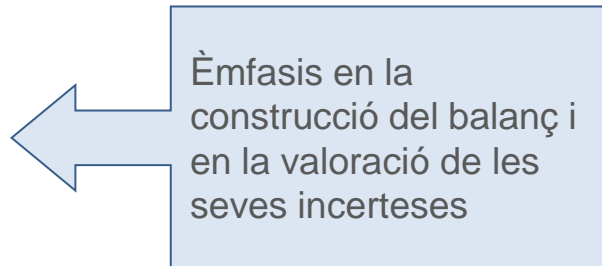 Èmfasis en la
construcció del balanç i
en la valoració de les
seves incerteses